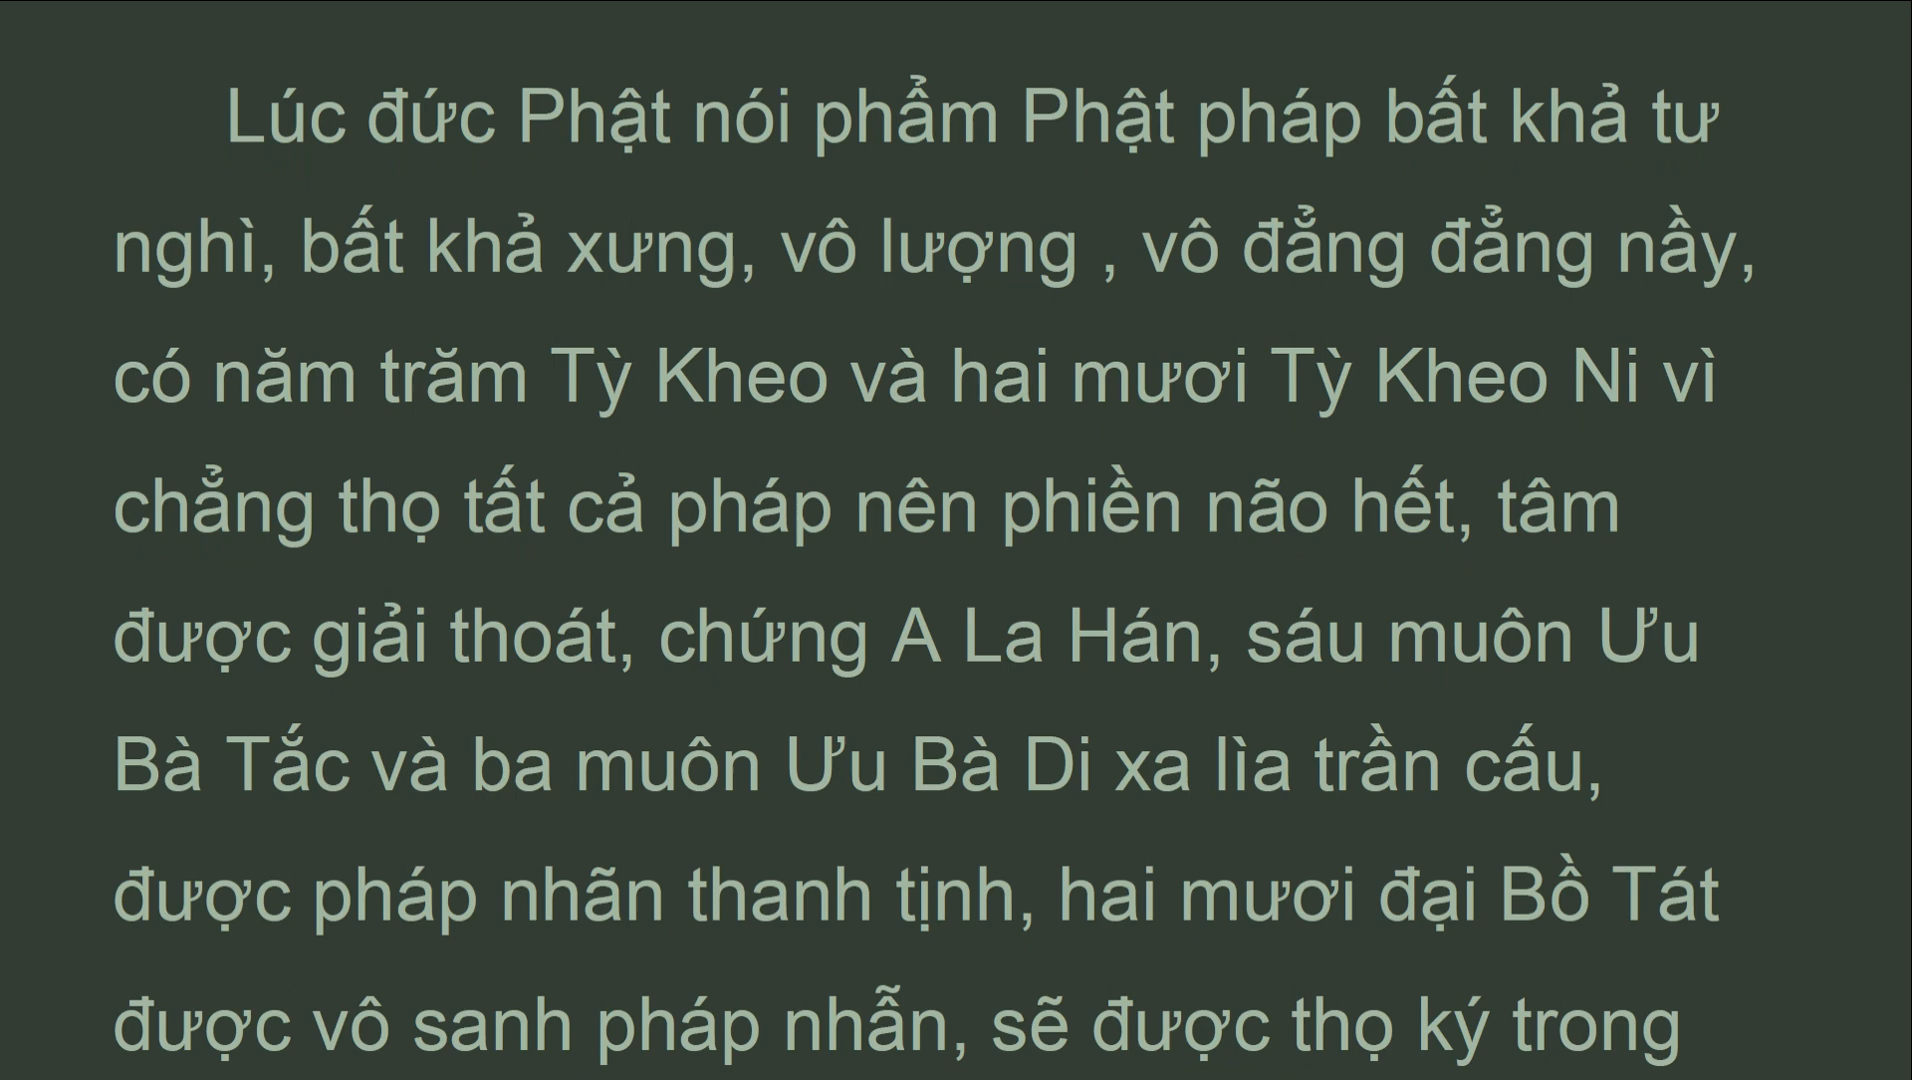 Lúc đức Phật nói phẩm Phật pháp bất khả tư
nghì, bất khả xưng, vô lượng , vô đẳng đẳng nầy,
có năm trăm Tỳ Kheo và hai mươi Tỳ Kheo Ni vì
chẳng thọ tất cả pháp nên phiền não hết, tâm
được giải thoát, chứng A La Hán, sáu muôn Ưu
Bà Tắc và ba muôn Ưu Bà Di xa lìa trần cấu,
được pháp nhãn thanh tịnh, hai mươi đại Bồ Tát
được vô sanh pháp nhẫn, sẽ được thọ ký trong